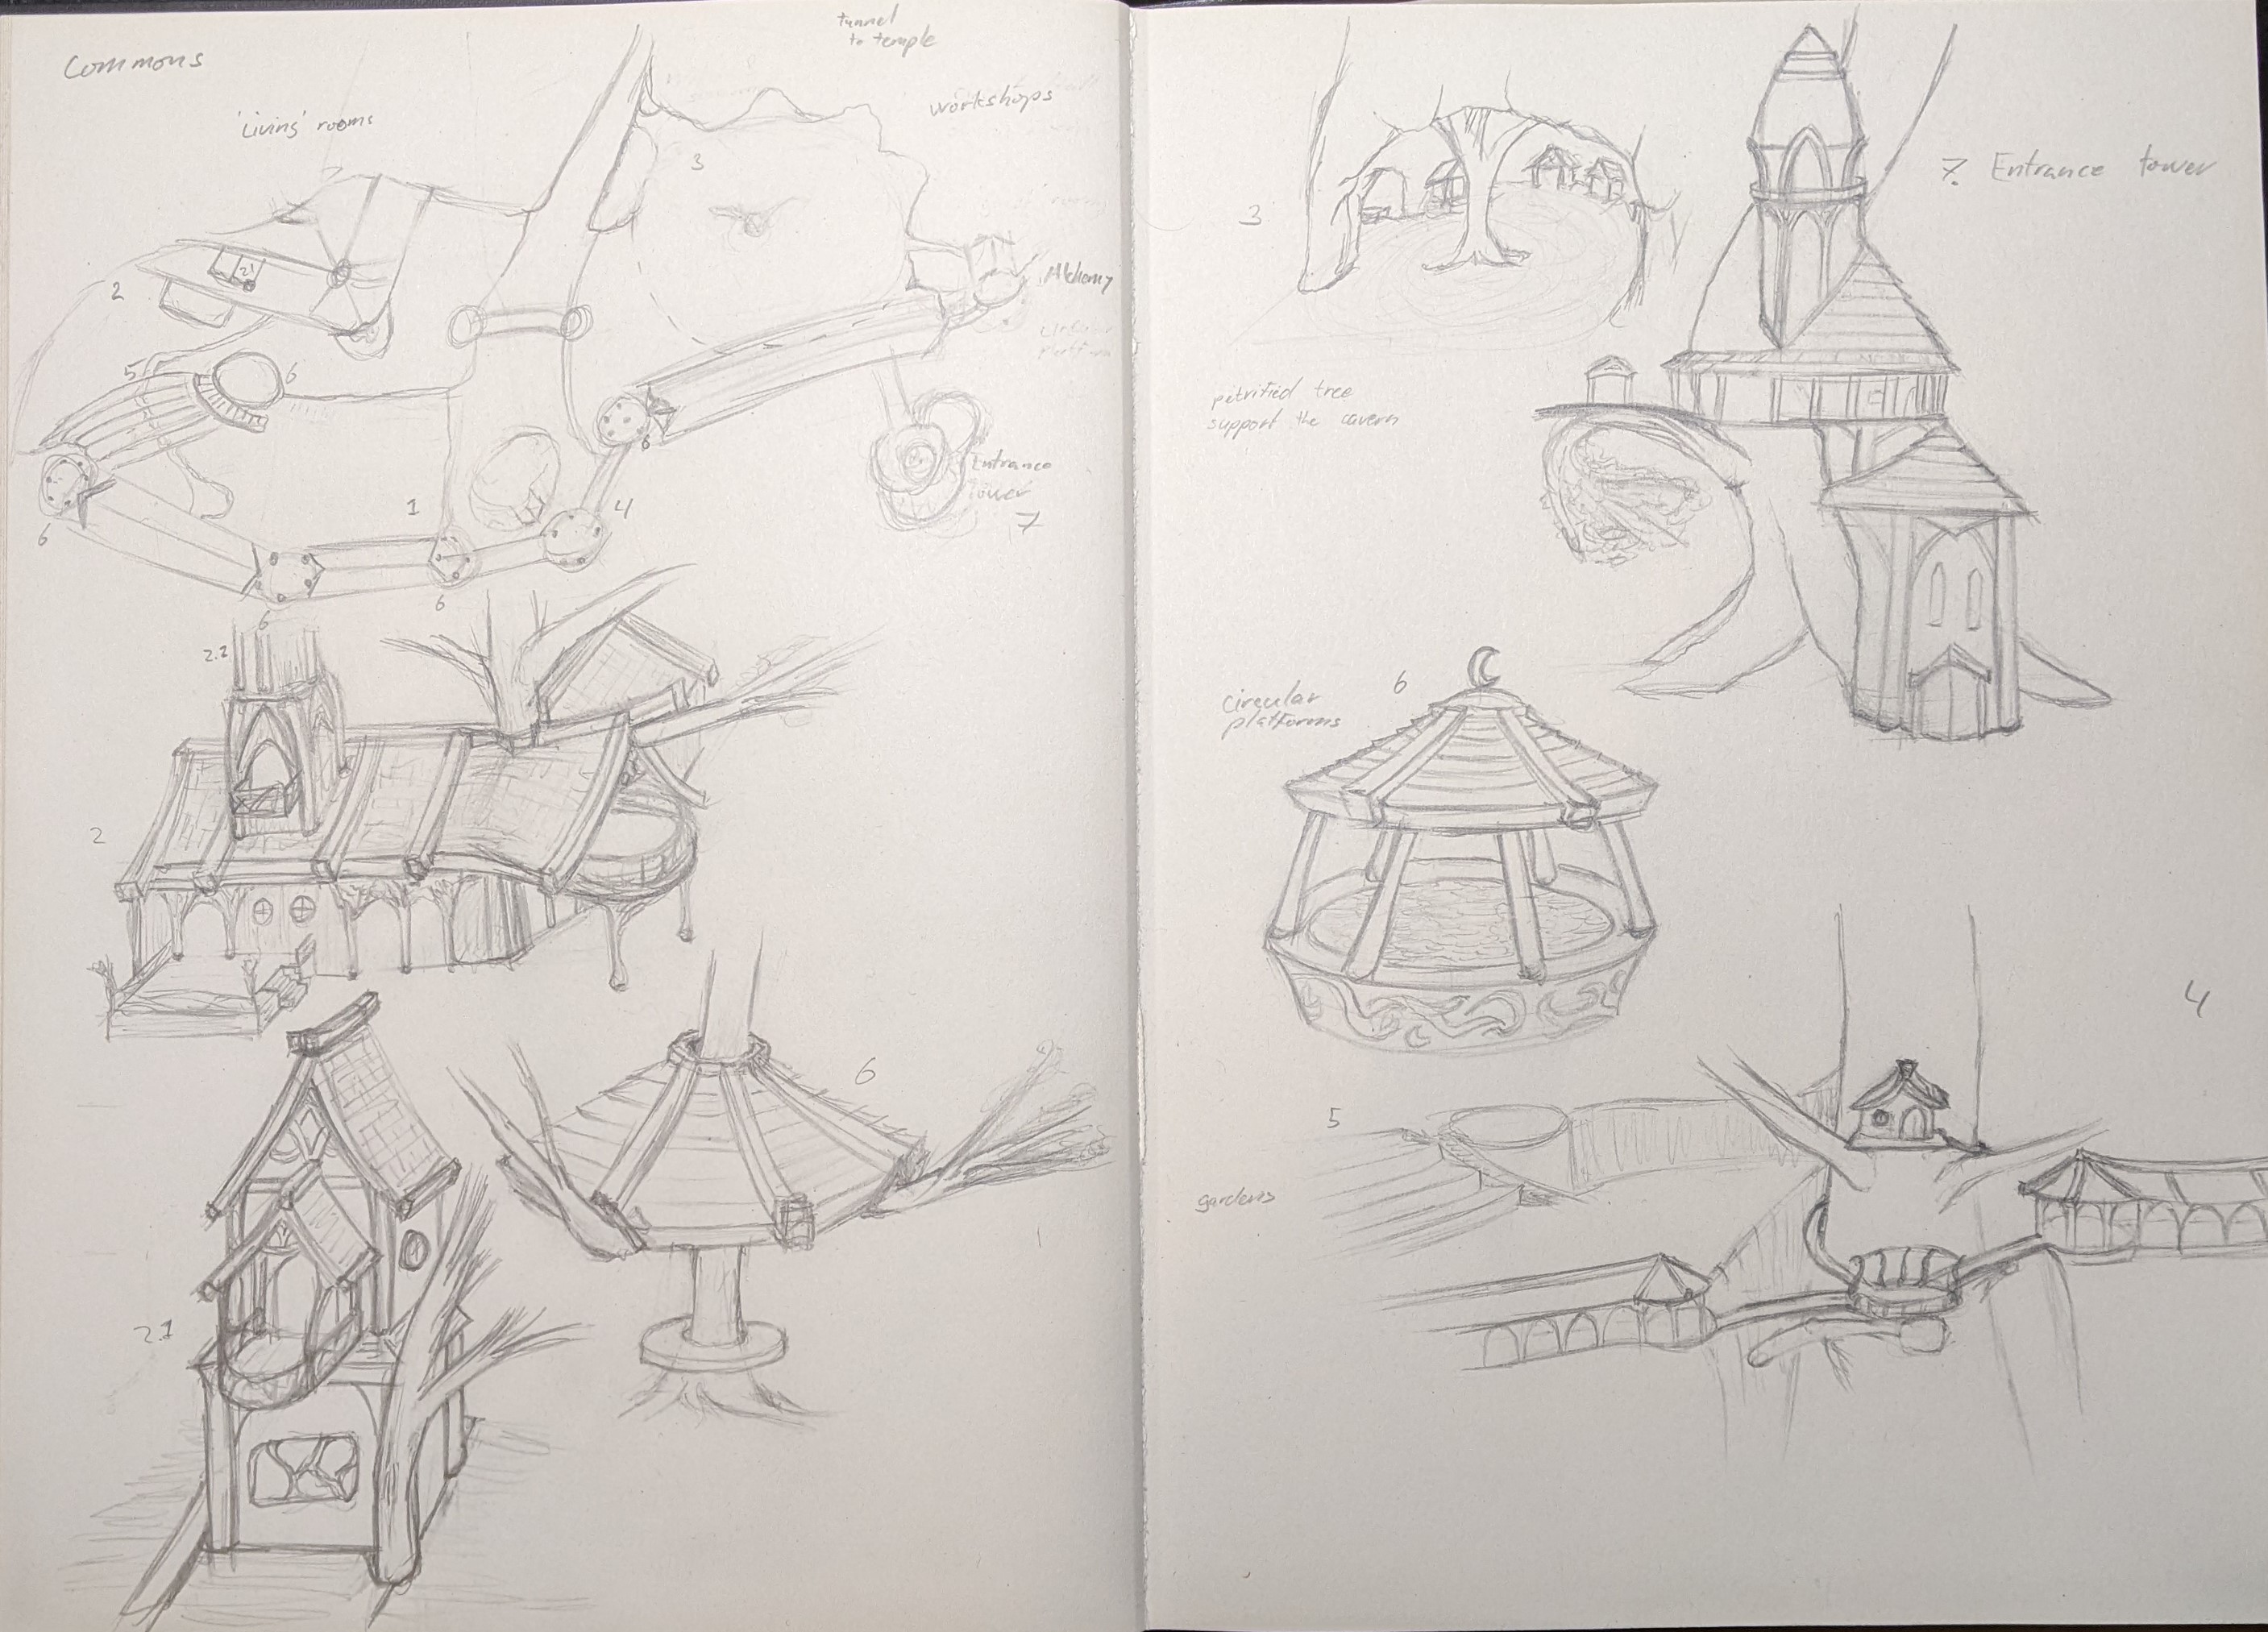 Commons
tunnel
to temple
'Living' rooms
workshops
3
2
2.1
Alchemy
5
6
6
1
4
Entrance
tower
7
6
6
6
2.2
2
6
2.1
3
7. Entrance tower
petrified tree
support the cavern
6
circular
platforms
4
5
gardens